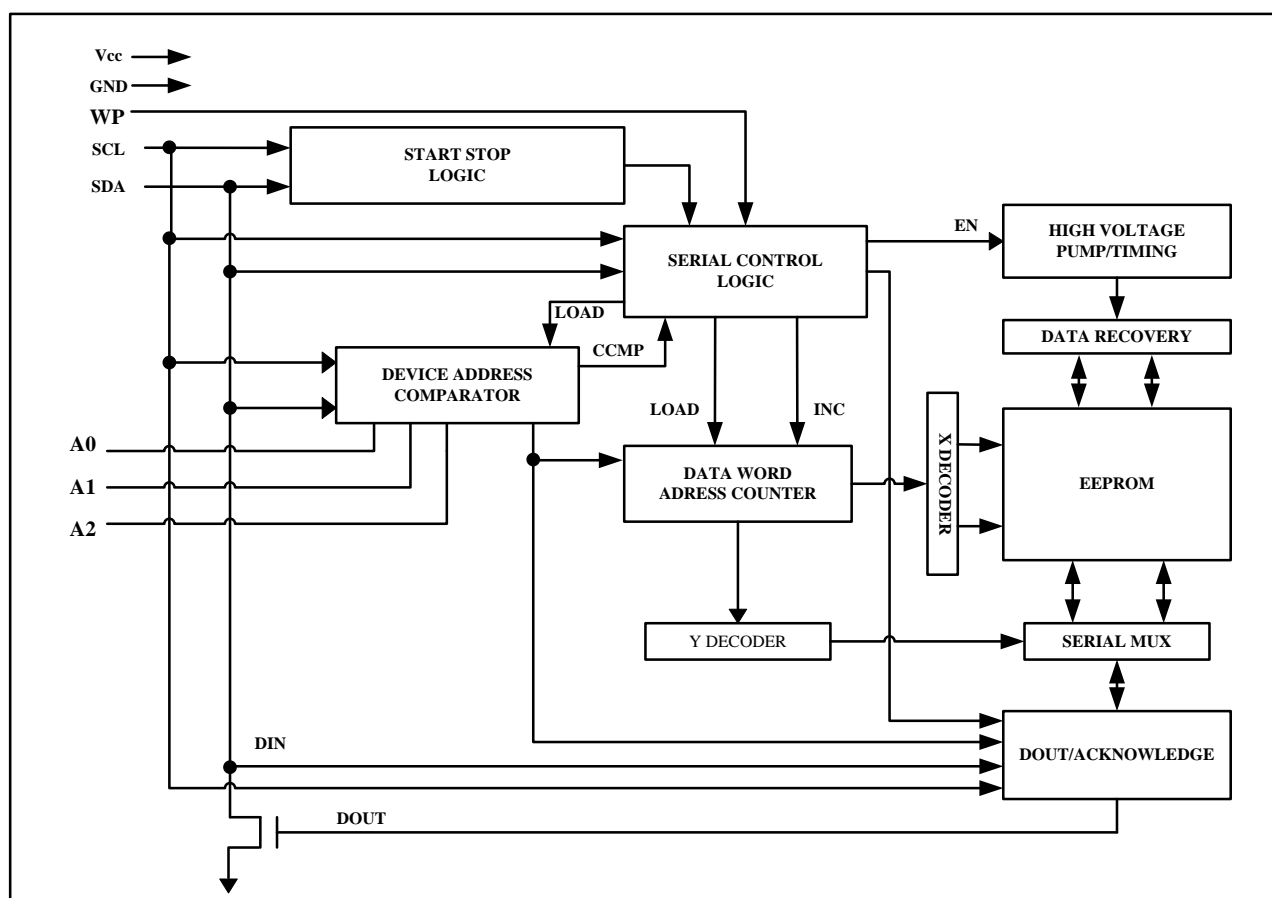 Vcc
GND
WP
SCL
SDA
START STOP
LOGIC
EN
HIGH VOLTAGE
PUMP/TIMING
SERIAL CONTROL
LOGIC
LOAD
CCMP
DATA RECOVERY
DEVICE ADDRESS
COMPARATOR
LOAD
INC
A0
A1
A2
DATA WORD
ADRESS COUNTER
X DECODER
EEPROM
Y DECODER
SERIAL MUX
DIN
DOUT/ACKNOWLEDGE
DOUT